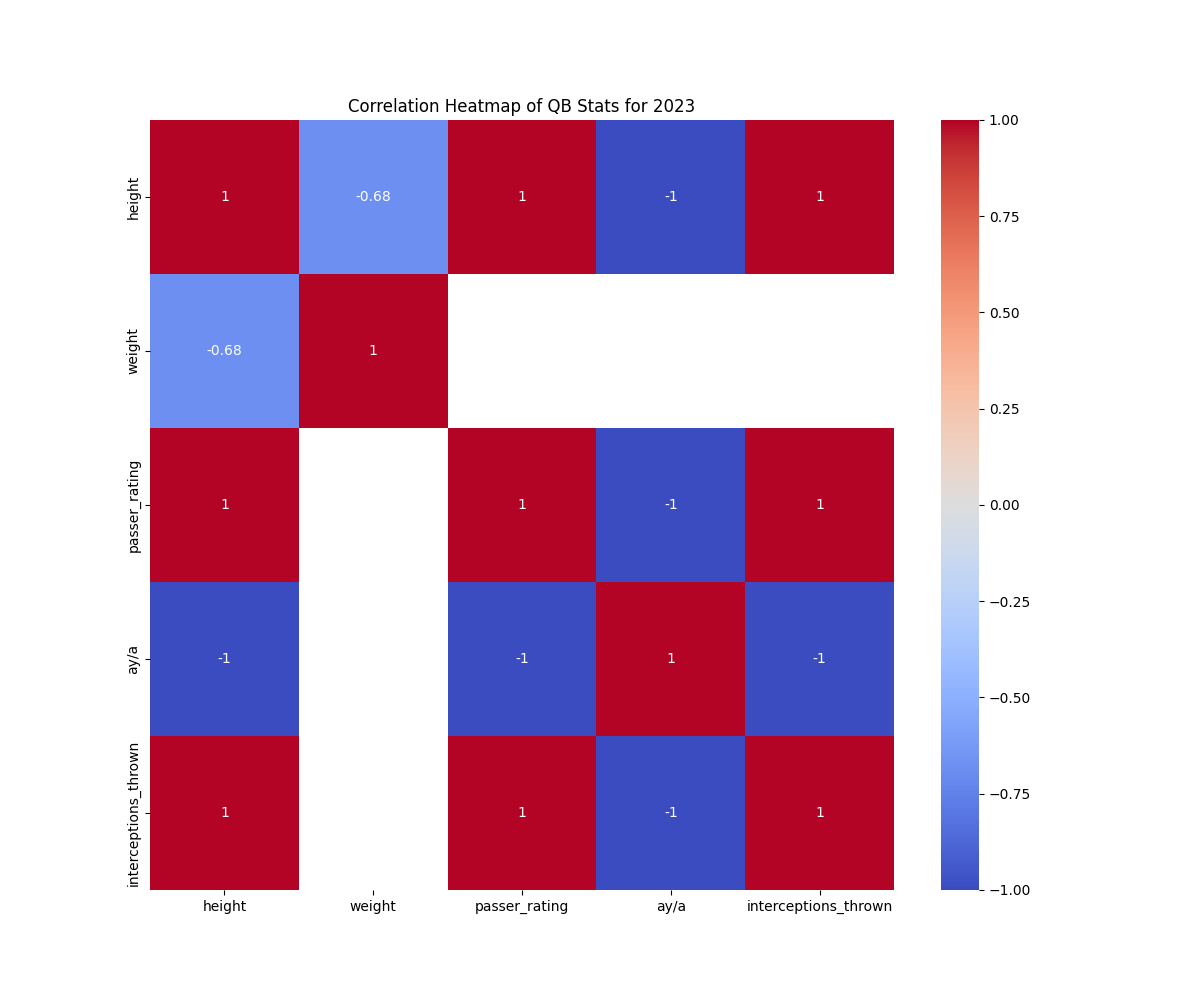 Correlation Heatmap of QB Stats for 2023
height
1
-0.68
1
-1
1
weight
-0.68
1
passer_rating
1
1
-1
1
ay/a
-1
-1
1
-1
interceptions_thrown
1
1
-1
1
height
weight
passer_rating
ay/a
interceptions_thrown
1.00
0.75
0.50
0.25
0.00
−0.25
−0.50
−0.75
−1.00